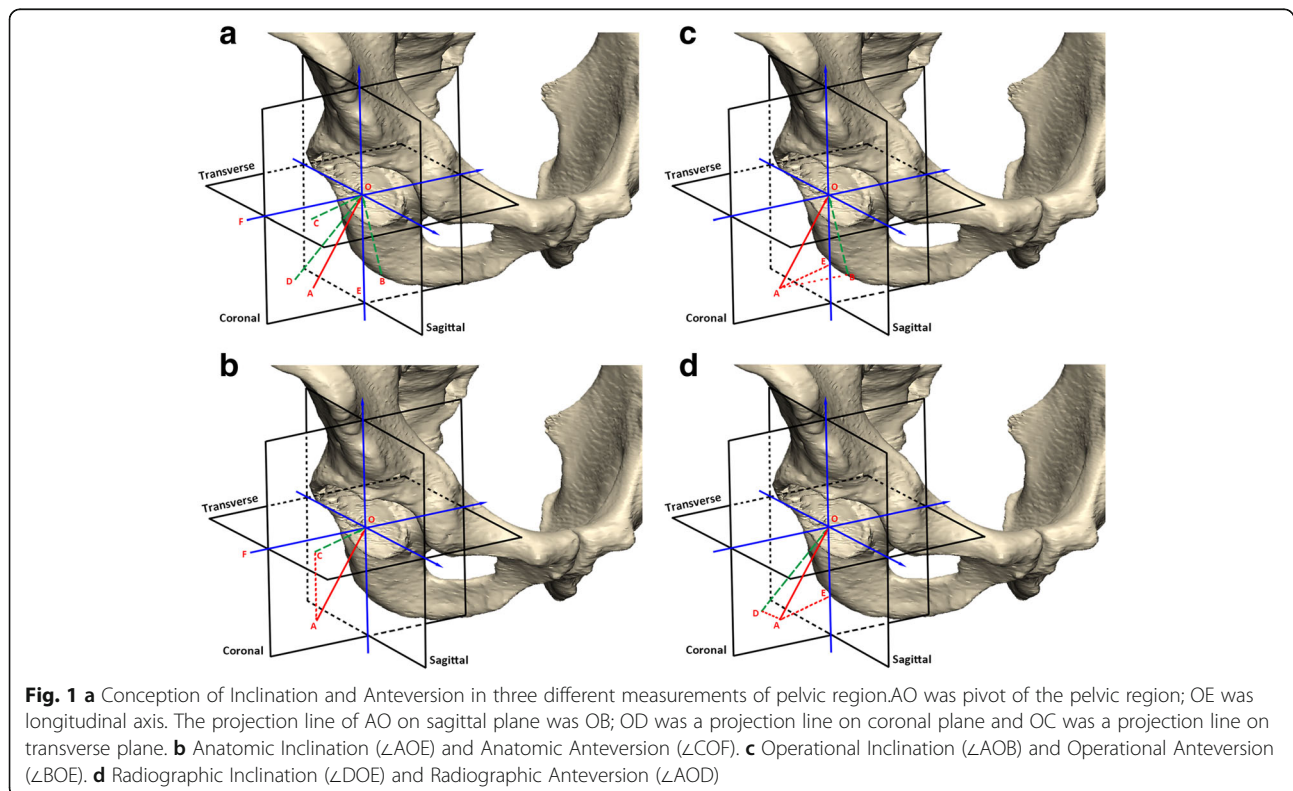 a
Transverse
O
F
C
D
A
B
E
Coronal
Sagittal
c
Transverse
O
E
A
B
Coronal
Sagittal
b
Transverse
O
F
C
A
Coronal
Sagittal
d
Transverse
O
E
D
A
Coronal
Sagittal
Fig. 1 a Conception of Inclination and Anteversion in three different measurements of pelvic region.AO was pivot of the pelvic region; OE was
longitudinal axis. The projection line of AO on sagittal plane was OB; OD was a projection line on coronal plane and OC was a projection line on
transverse plane. b Anatomic Inclination (∠AOE) and Anatomic Anteversion (∠COF). c Operational Inclination (∠AOB) and Operational Anteversion
(∠BOE). d Radiographic Inclination (∠DOE) and Radiographic Anteversion (∠AOD)